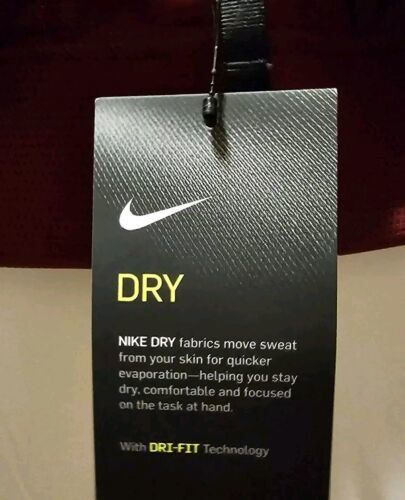 DRY
NIKE DRY fabrics move sweat
from your skin for quicker
evaporation—helping you stay
dry, comfortable and focused
on the task at hand.
With DRI-FIT Technology